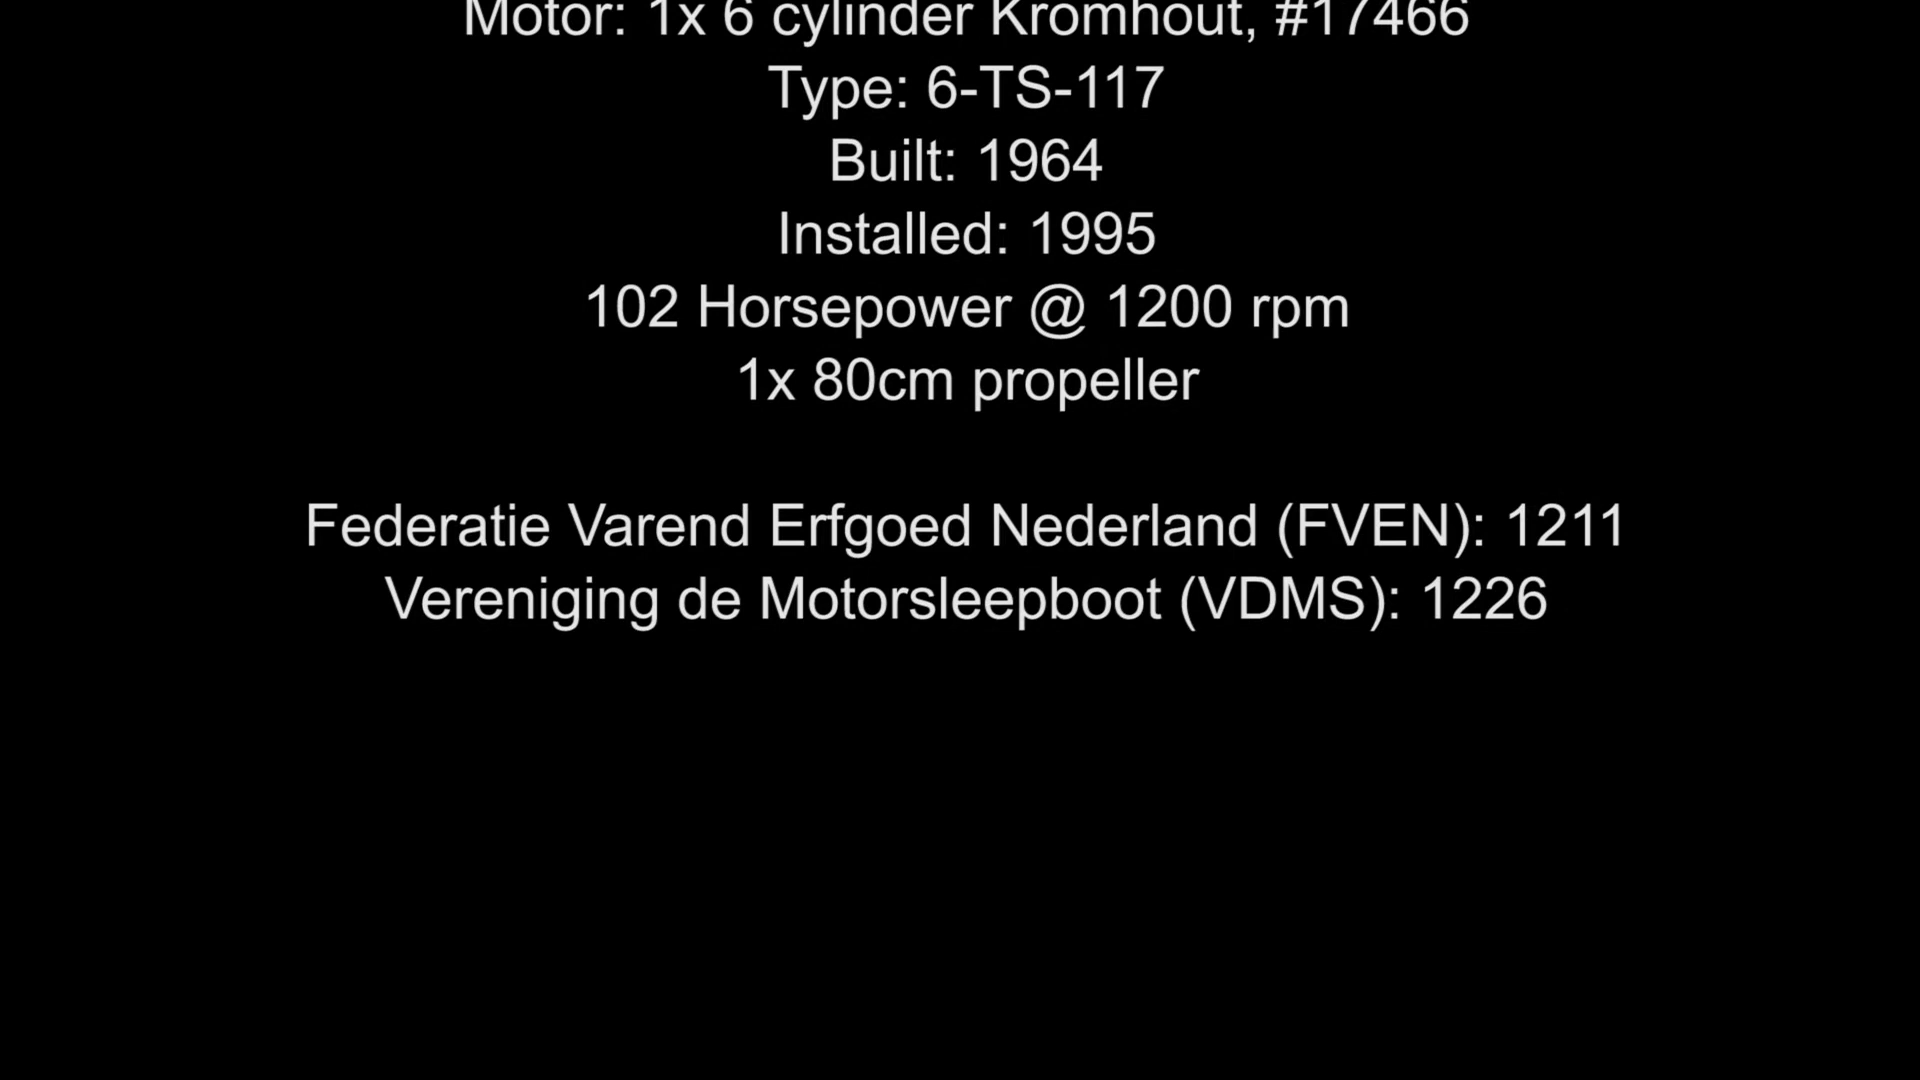 Motor: 1x 6 cylinder Kromhout, #17466
Type: 6-TS-117
Built: 1964
Installed: 1995
102 Horsepower @ 1200 rpm
1x 80cm propeller
Federatie Varend Erfgoed Nederland (FVEN): 1211
Vereniging de Motorsleepboot (VDMS): 1226